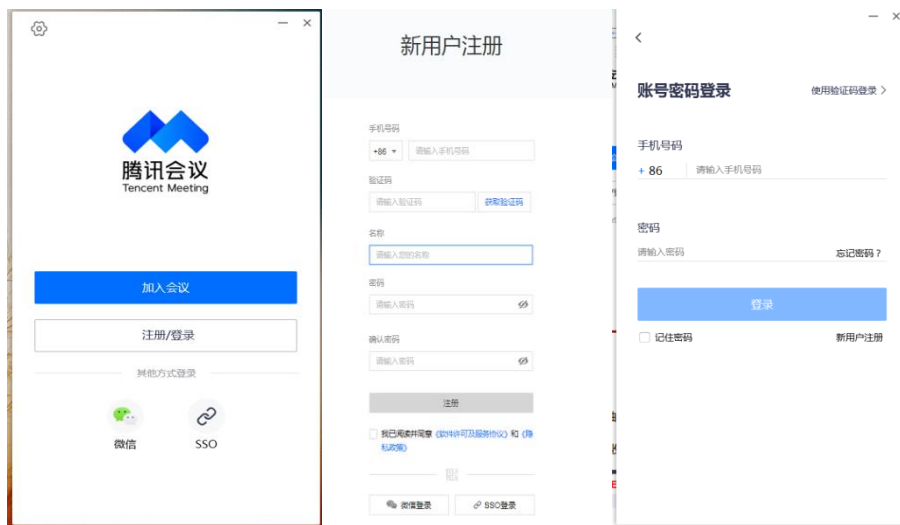 腾讯会议
Tencent Meeting
加入会议
注册/登录
其他方式登录
微信
SSO
新用户注册
手机号码
+86
请输入手机号码
验证码
请输入验证码
获取验证码
名称
请输入您的名称
密码
请输入密码
确认密码
请输入密码
注册
我已阅读并同意《软件许可及服务协议》和《隐
私政策》
微信登录
SSO登录
账号密码登录
使用验证码登录
手机号码
+ 86
请输入手机号码
密码
请输入密码
忘记密码？
登录
记住密码
新用户注册